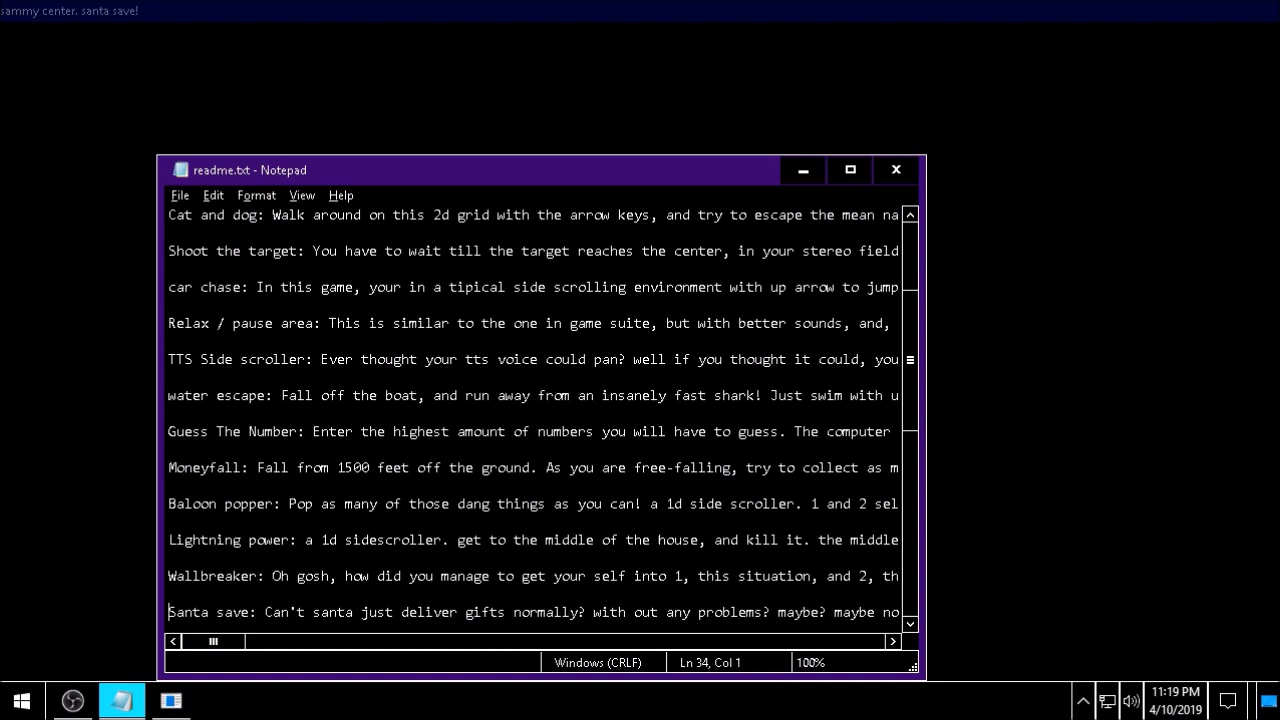 sammy center. santa save!
readme.txt - Notepad
File Edit Format View Help
Cat and dog: Walk around on this 2d grid with the arrow keys, and try to escape the mean na
Shoot the target: You have to wait till the target reaches the center, in your stereo field
car chase: In this game, your in a tipical side scrolling environment with up arrow to jump
Relax / pause area: This is similar to the one in game suite, but with better sounds, and,
TTS Side scroller: Ever thought your tts voice could pan? well if you thought it could, you
water escape: Fall off the boat, and run away from an insanely fast shark! Just swim with u
Guess The Number: Enter the highest amount of numbers you will have to guess. The computer
Moneyfall: Fall from 1500 feet off the ground. As you are free-falling, try to collect as m
Baloon popper: Pop as many of those dang things as you can! a 1d side scroller. 1 and 2 sel
Lightning power: a 1d sidescroller. get to the middle of the house, and kill it. the middle
Wallbreaker: Oh gosh, how did you manage to get your self into 1, this situation, and 2, th
Santa save: Can't santa just deliver gifts normally? with out any problems? maybe? maybe no
Windows (CRLF) Ln 34, Col 1 100%
11:19 PM
4/10/2019